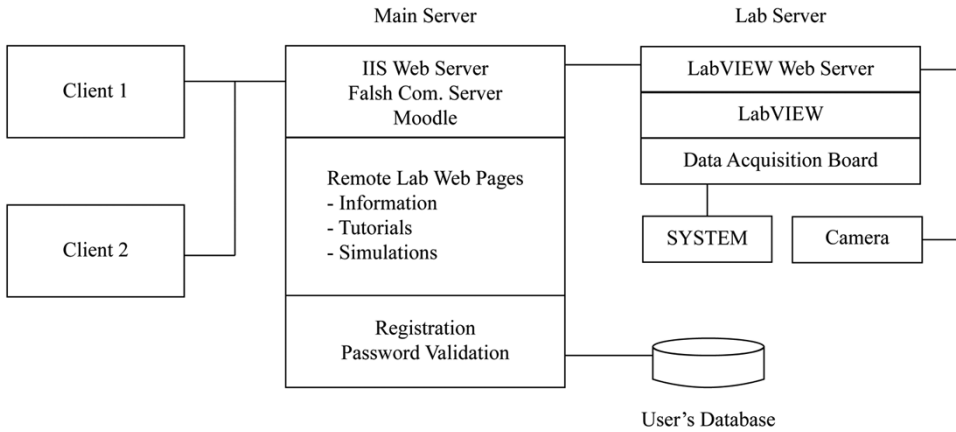 Main Server
Lab Server
Client 1
Client 2
IIS Web Server
Falsh Com. Server
Moodle
Remote Lab Web Pages
- Information
- Tutorials
- Simulations
Registration
Password Validation
LabVIEW Web Server
LabVIEW
Data Acquisition Board
SYSTEM
Camera
User’s Database